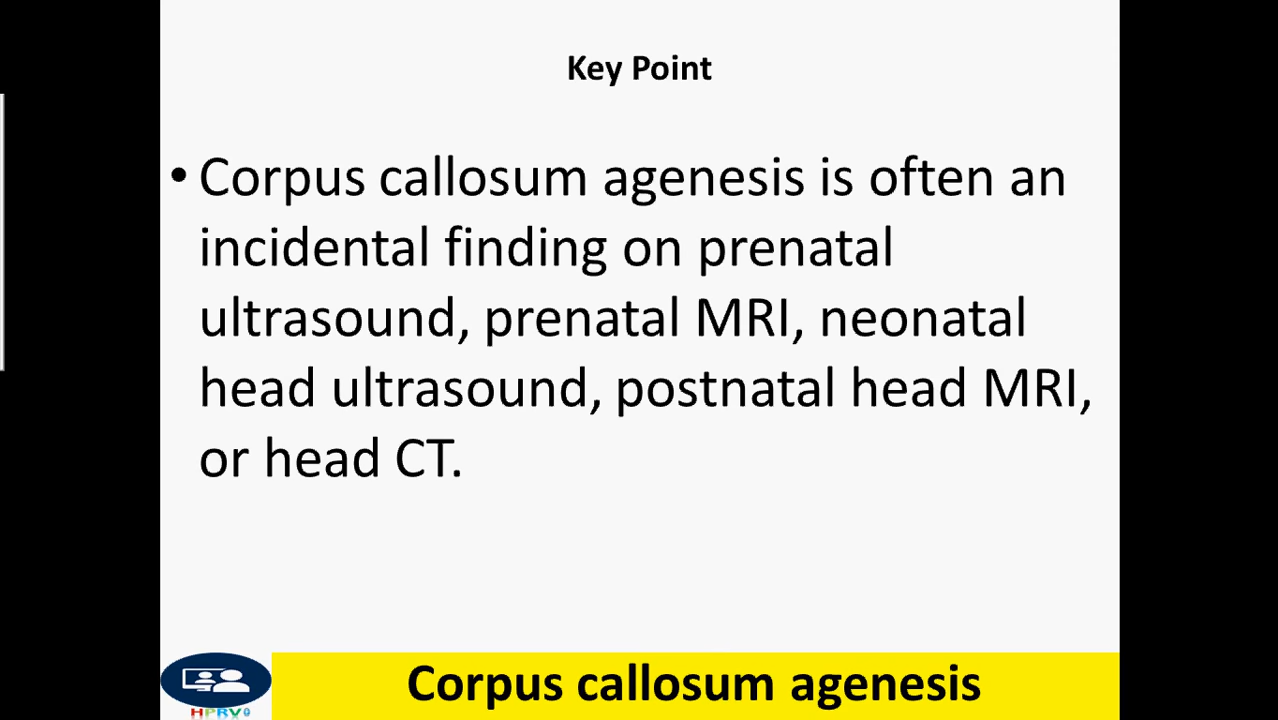 Key Point
• Corpus callosum agenesis is often an
incidental finding on prenatal
ultrasound, prenatal MRI, neonatal
head ultrasound, postnatal head MRI,
or head CT.
Corpus callosum agenesis
HPRV